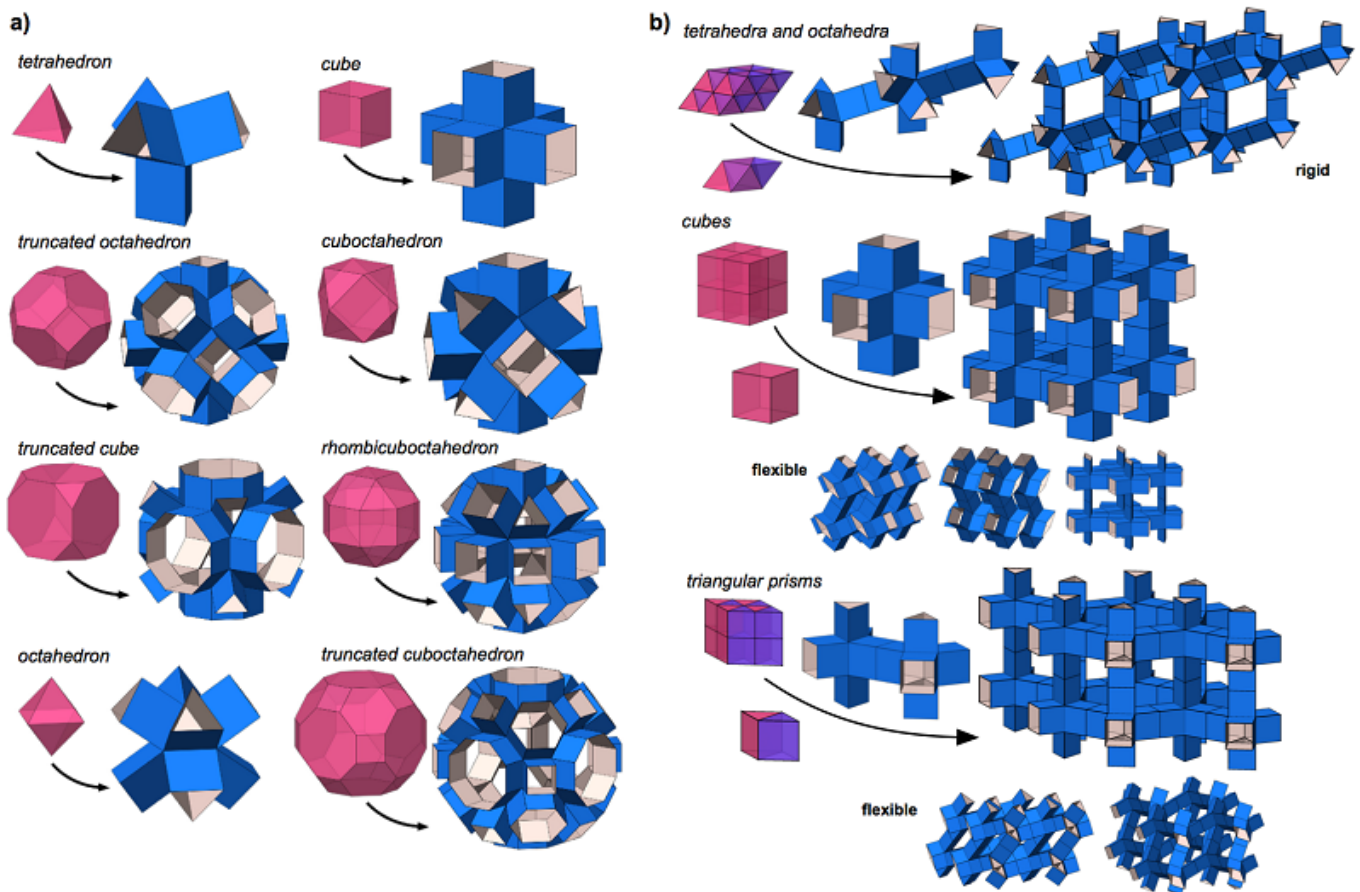 a)
tetrahedron
cube
truncated octahedron
cuboctahedron
truncated cube
rhombicuboctahedron
octahedron
truncated cuboctahedron
b)
tetrahedra and octahedra
rigid
cubes
flexible
triangular prisms
flexible